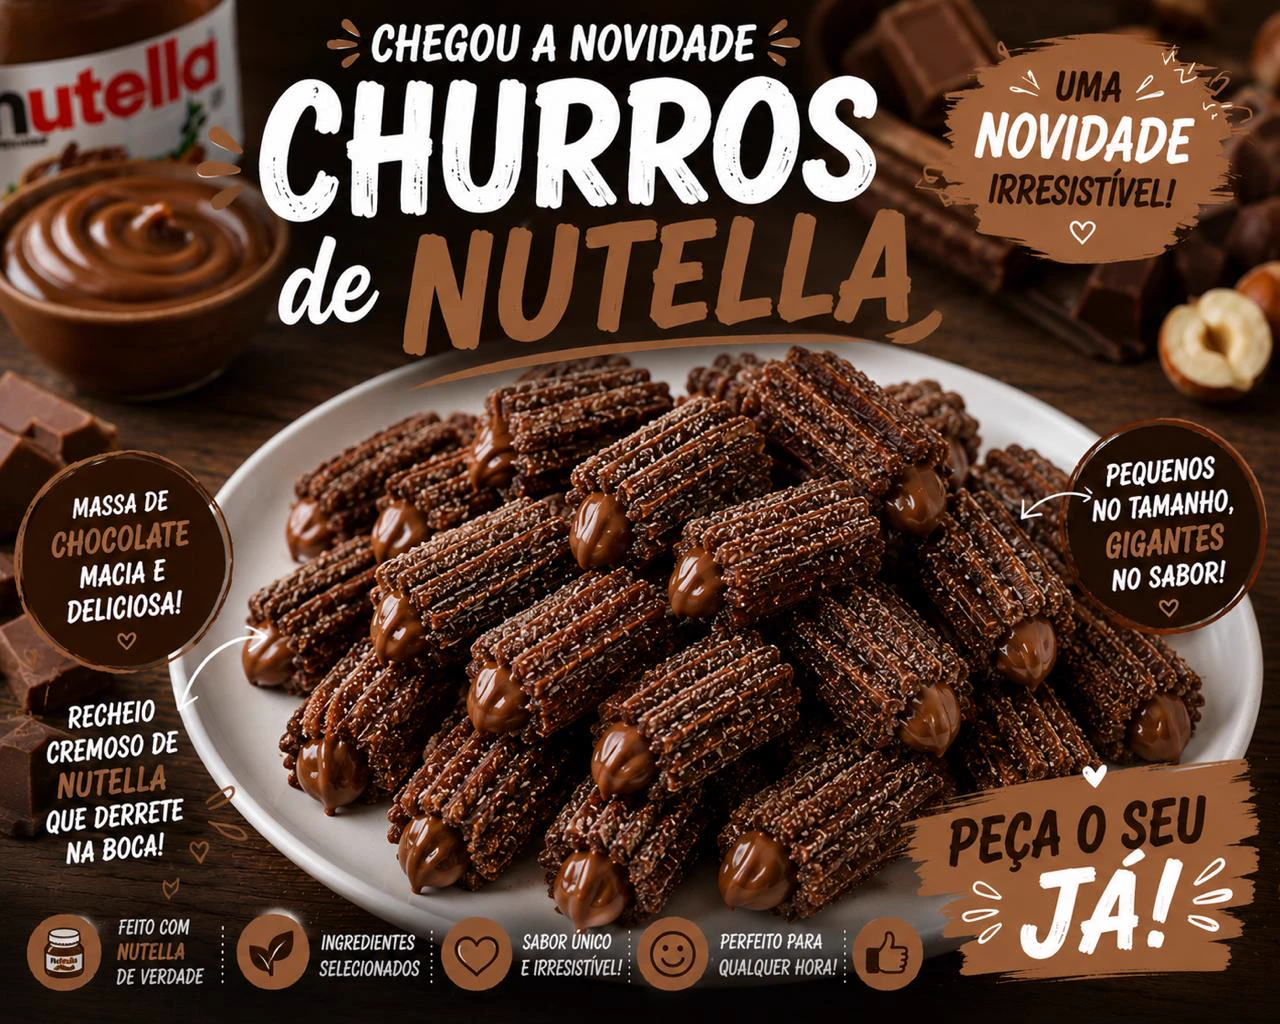 nutella
CHEGOU A NOVIDADE
CHURROS
de NUTELLA
UMA
NOVIDADE
IRRESISTÍVEL!
MASSA DE
CHOCOLATE
MACIA E
DELICIOSA!
PEQUENOS
NO TAMANHO,
GIGANTES
NO SABOR!
RECHEIO
CREMOSO DE
NUTELLA
QUE DERRETE
NA BOCA!
PEÇA O SEU
JÁ!
FEITO COM
NUTELLA
DE VERDADE
INGREDIENTES
SELECIONADOS
SABOR ÚNICO
E IRRESISTÍVEL!
PERFEITO PARA
QUALQUER HORA!